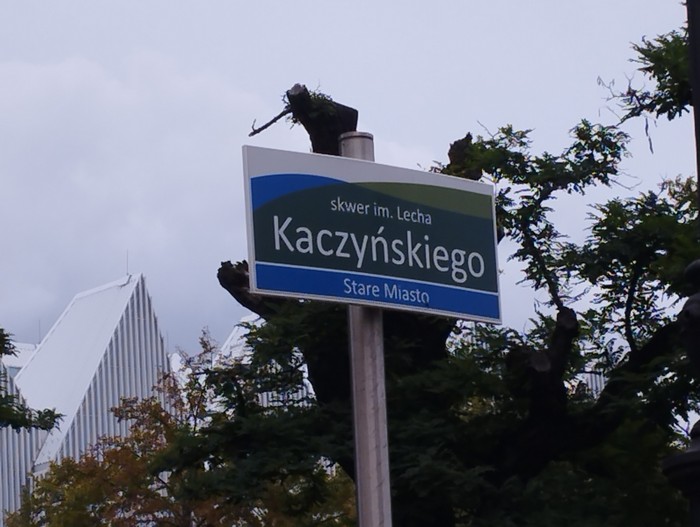 skwer im. Lecha
Kaczyńskiego
Stare Miasto